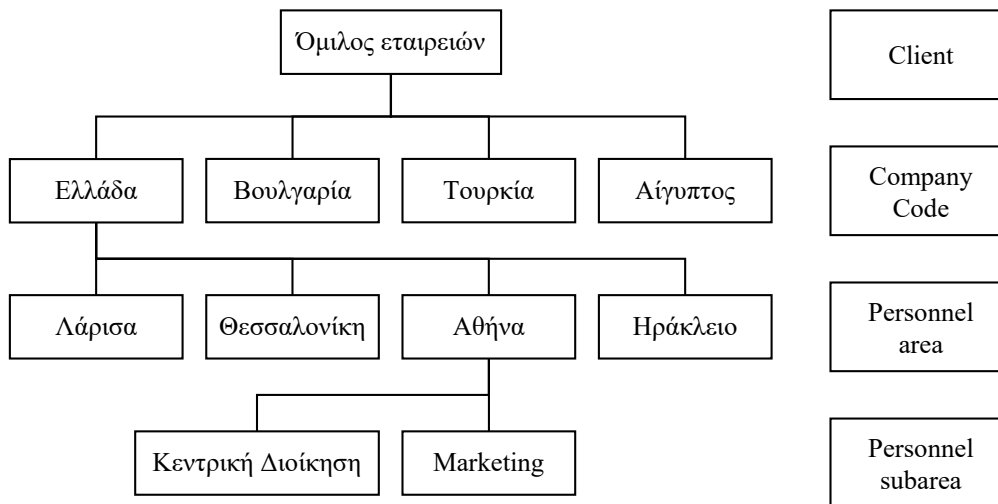 Όμιλος εταιρειών
Client
Ελλάδα
Βουλγαρία
Τουρκία
Αίγυπτος
Company
Code
Λάρισα
Θεσσαλονίκη
Αθήνα
Ηράκλειο
Personnel
area
Κεντρική Διοίκηση
Marketing
Personnel
subarea